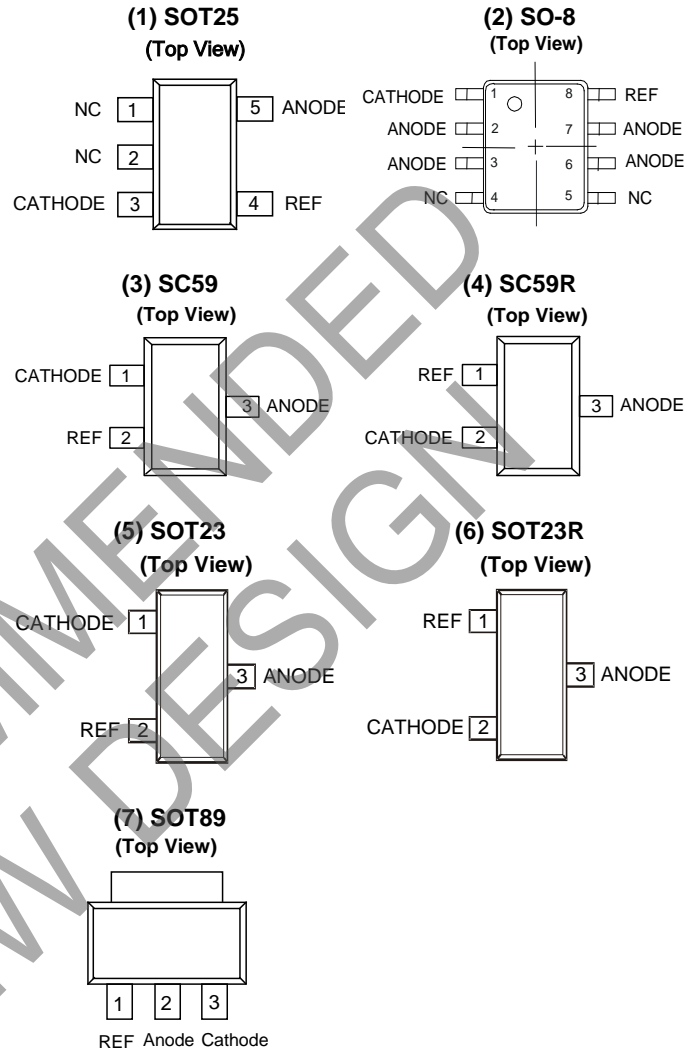 (1) SOT25
(Top View)
NC 1
5 ANODE
NC 2
CATHODE 3
4 REF
(2) SO-8
(Top View)
CATHODE 1
8 REF
ANODE 2
7 ANODE
ANODE 3
6 ANODE
NC 4
5 NC
(3) SC59
(Top View)
CATHODE 1
3 ANODE
REF 2
(4) SC59R
(Top View)
REF 1
3 ANODE
CATHODE 2
(5) SOT23
(Top View)
CATHODE 1
3 ANODE
REF 2
(6) SOT23R
(Top View)
REF 1
3 ANODE
CATHODE 2
(7) SOT89
(Top View)
1 2 3
REF Anode Cathode
DESIGN